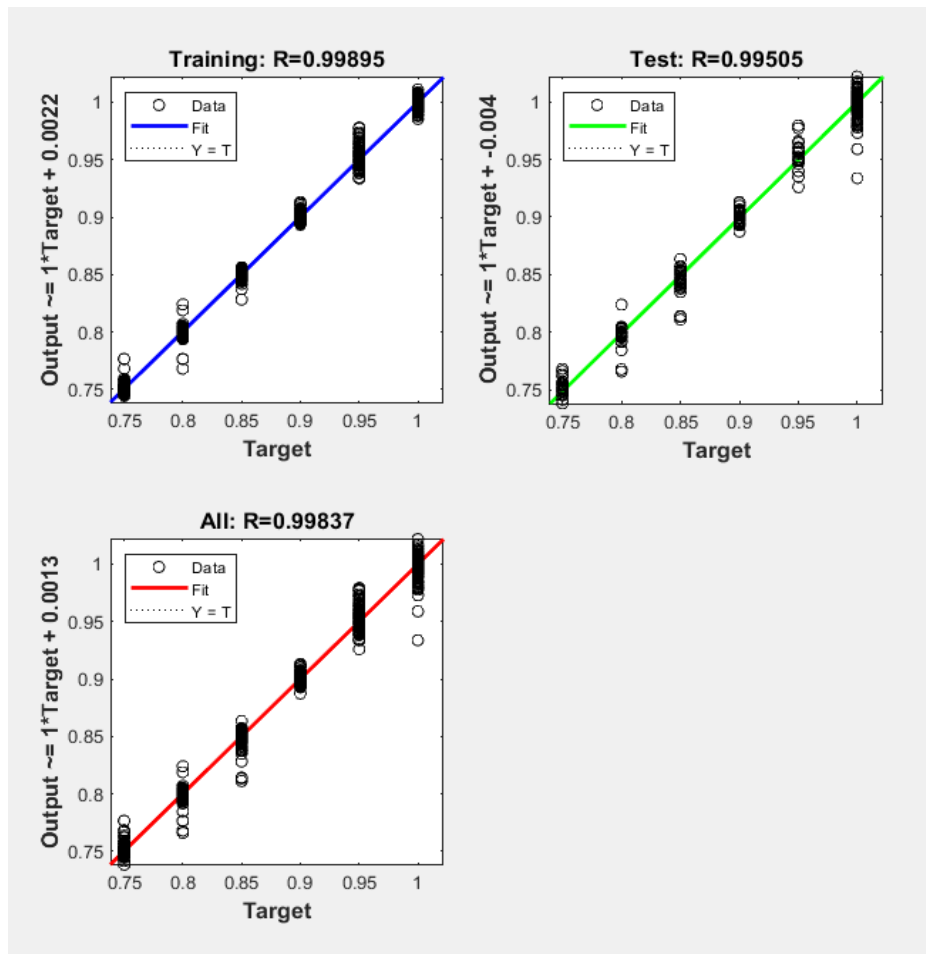 Training: R=0.99895
Output ~= 1*Target + 0.0022
Data
Fit
Y = T
1
0.95
0.9
0.85
0.8
0.75
0.75 0.8 0.85 0.9 0.95 1
Target
Test: R=0.99505
Output ~= 1*Target + -0.004
Data
Fit
Y = T
1
0.95
0.9
0.85
0.8
0.75
0.75 0.8 0.85 0.9 0.95 1
Target
All: R=0.99837
Output ~= 1*Target + 0.0013
Data
Fit
Y = T
1
0.95
0.9
0.85
0.8
0.75
0.75 0.8 0.85 0.9 0.95 1
Target